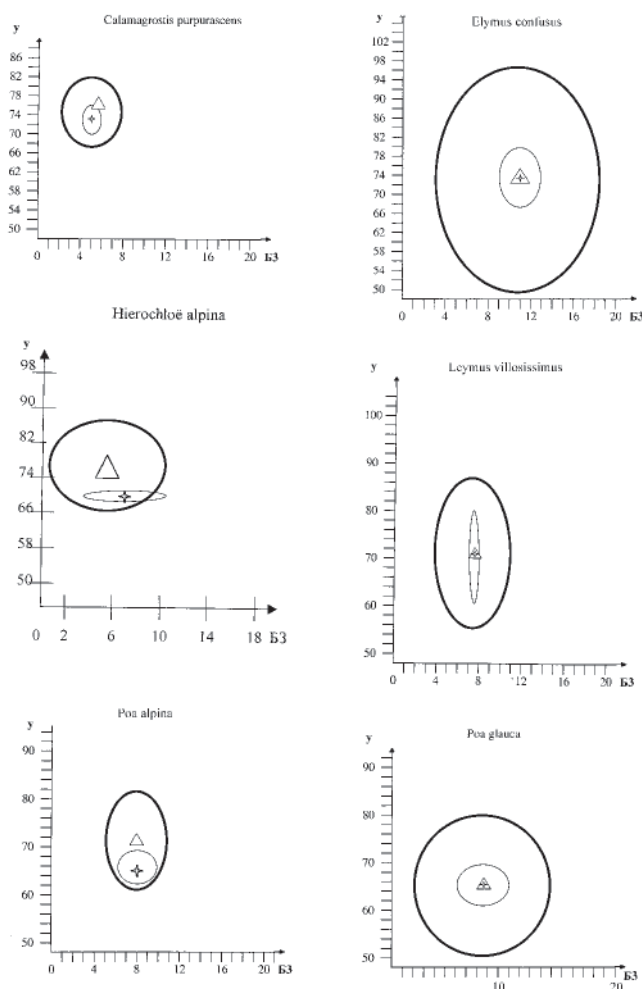 Calamagrostis purpurascens
y
86
82
78
74
70
66
62
58
54
50
0 4 8 12 16 20 БЗ
Elymus confusus
y
102
98
94
90
86
82
78
74
70
66
62
58
54
50
0 4 8 12 16 20 БЗ
Hierochloë alpina
y
98
90
82
74
66
58
50
0 2 6 10 14 18 БЗ
Leymus villosissimus
y
100
90
80
70
60
50
0 4 8 12 16 20 БЗ
Poa alpina
y
90
80
70
60
50
0 4 8 12 16 20 БЗ
Poa glauca
y
90
80
70
60
50
10 20 БЗ